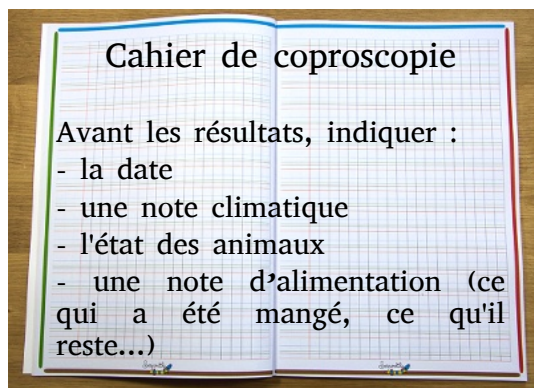 Cahier de coproscopie
Avant les résultats, indiquer :
- la date
- une note climatique
- l'état des animaux
- une note d’alimentation (ce
qui a été mangé, ce qu'il
reste...)